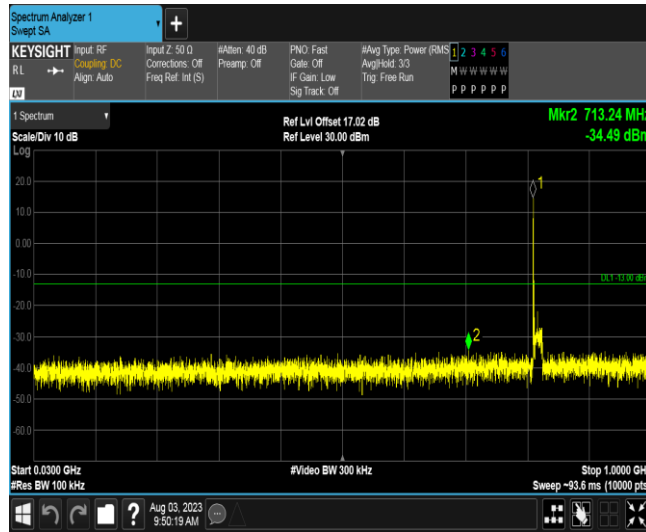 Spectrum Analyzer 1
Swept SA
+
KEYSIGHT
RL
LXI
Input: RF
Coupling: DC
Align: Auto
Input Z: 50 Ω
Corrections: Off
Freq Ref: Int (S)
#Atten: 40 dB
Preamp: Off
PNO: Fast
Gate: Off
IF Gain: Low
Sig Track: Off
#Avg Type: Power (RMS
Avg|Hold: 3/3
Trig: Free Run
1 2 3 4 5 6
M W W W W W
P P P P P P
1 Spectrum
Scale/Div 10 dB
Log
Ref Lvl Offset 17.02 dB
Ref Level 30.00 dBm
Mkr2 713.24 MHz
-34.49 dBm
20.0
10.0
0.00
-10.0
-20.0
-30.0
-40.0
-50.0
-60.0
1
DL1 -13.00 dBm
2
Start 0.0300 GHz
#Res BW 100 kHz
#Video BW 300 kHz
Stop 1.0000 GHz
Sweep ~93.6 ms (10000 pts)
?
Aug 03, 2023
9:50:19 AM